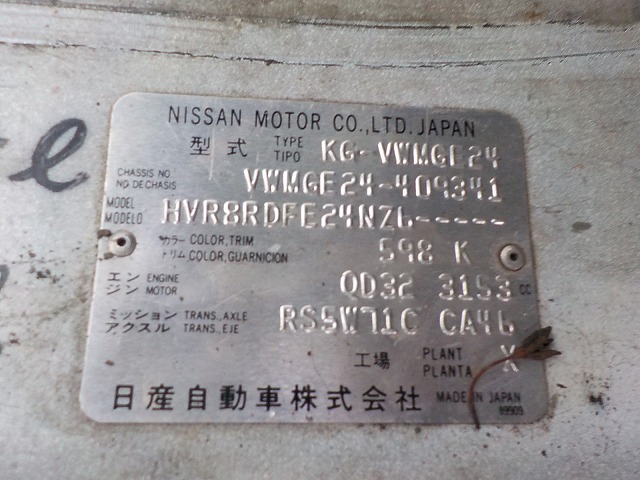 NISSAN MOTOR CO.,LTD. JAPAN
型式 TYPE TIPO KG-VWMGE24
CHASSIS NO. NO DE CHASIS VWMGE24-409341
MODEL MODELO HVR8RDFE24NZ6-----
カラー COLOR,TRIM
トリム COLOR,GUARNICION 598 K
エンジン ENGINE MOTOR QD32 3153 CC
ミッション TRANS.,AXLE
アクスル TRANS.,EJE RS5W71C CA46
工場 PLANT PLANTA X
日産自動車株式会社 MADE IN JAPAN
89909